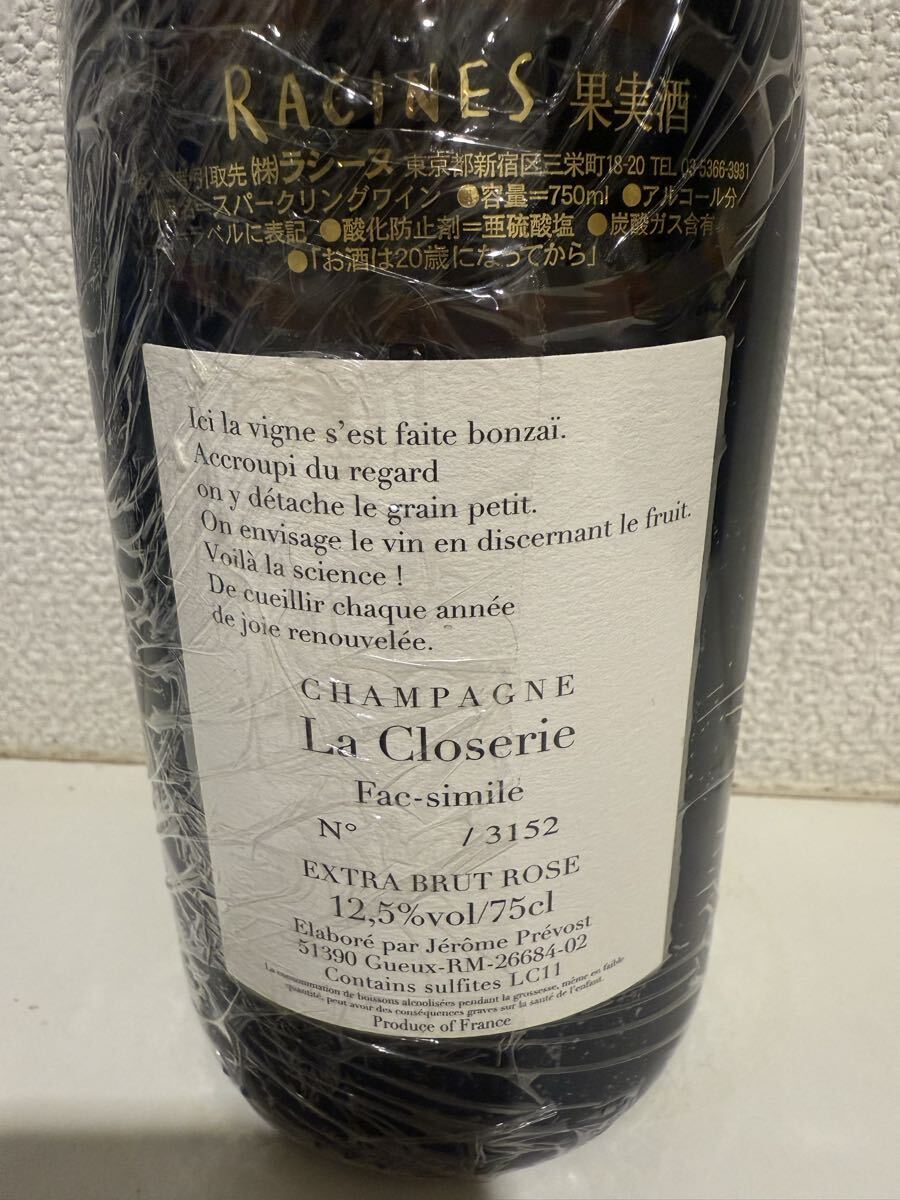 RACINES 果実酒
引取先 ㈱ラシーヌ 東京都新宿区三栄町18-20 TEL 03-5366-3931
スパークリングワイン ●容量=750ml ●アルコール分/
ラベルに表記 ●酸化防止剤=亜硫酸塩 ●炭酸ガス含有
●「お酒は20歳になってから」
Ici la vigne s'est faite bonzaï.
Accroupi du regard
on y détache le grain petit.
On envisage le vin en discernant le fruit.
Voilà la science !
De cueillir chaque année
de joie renouvelée.
CHAMPAGNE
La Closerie
Fac-simile
N° / 3152
EXTRA BRUT ROSE
12,5%vol/75cl
Elaboré par Jérôme Prévost
51390 Gueux-RM-26684-02
Contains sulfites LC11
La consommation de boissons alcoolisées pendant la grossesse, même en faible
quantité, peut avoir des conséquences graves sur la santé de l'enfant.
Produce of France